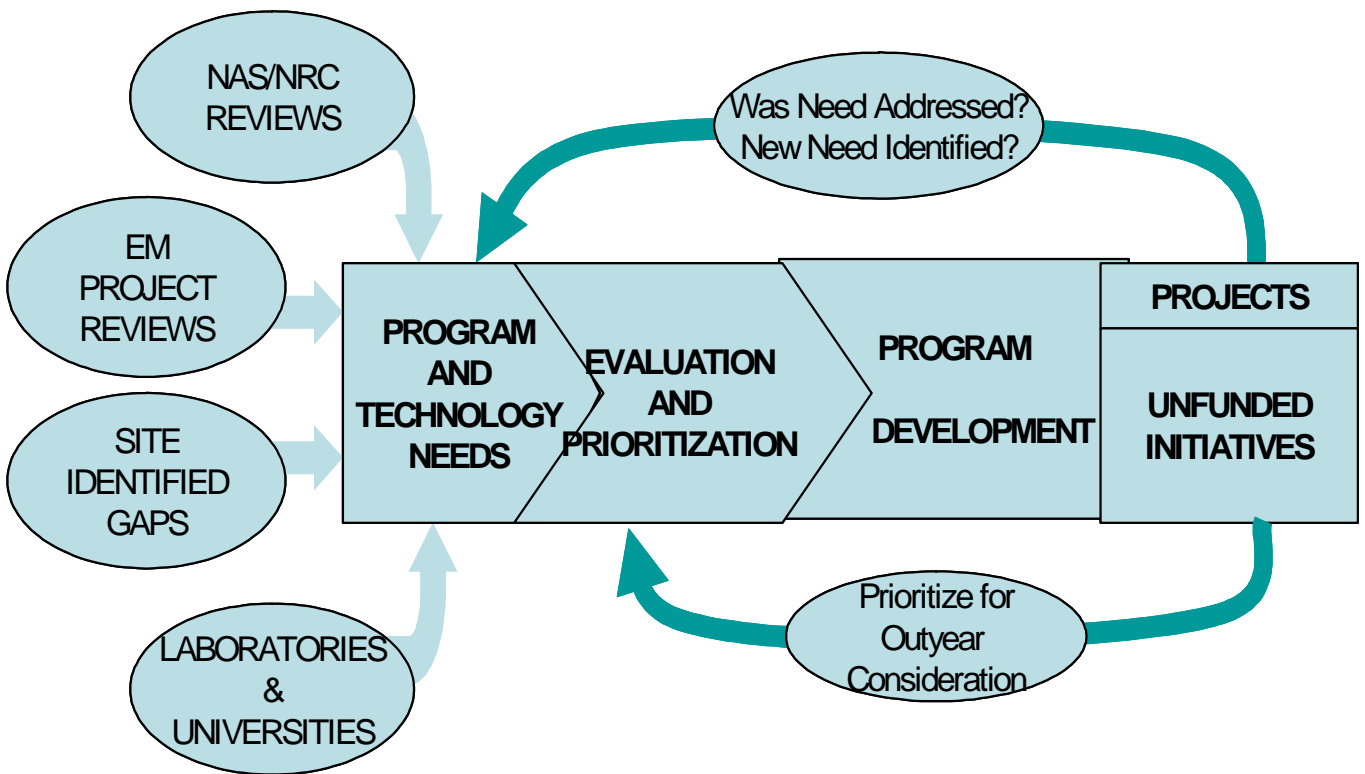 NAS/NRC
REVIEWS
EM
PROJECT
REVIEWS
SITE
IDENTIFIED
GAPS
LABORATORIES
&
UNIVERSITIES
Was Need Addressed?
New Need Identified?
PROGRAM
AND
TECHNOLOGY
NEEDS
EVALUATION
AND
PRIORITIZATION
PROGRAM
DEVELOPMENT
PROJECTS
UNFUNDED
INITIATIVES
Prioritize for
Outyear
Consideration